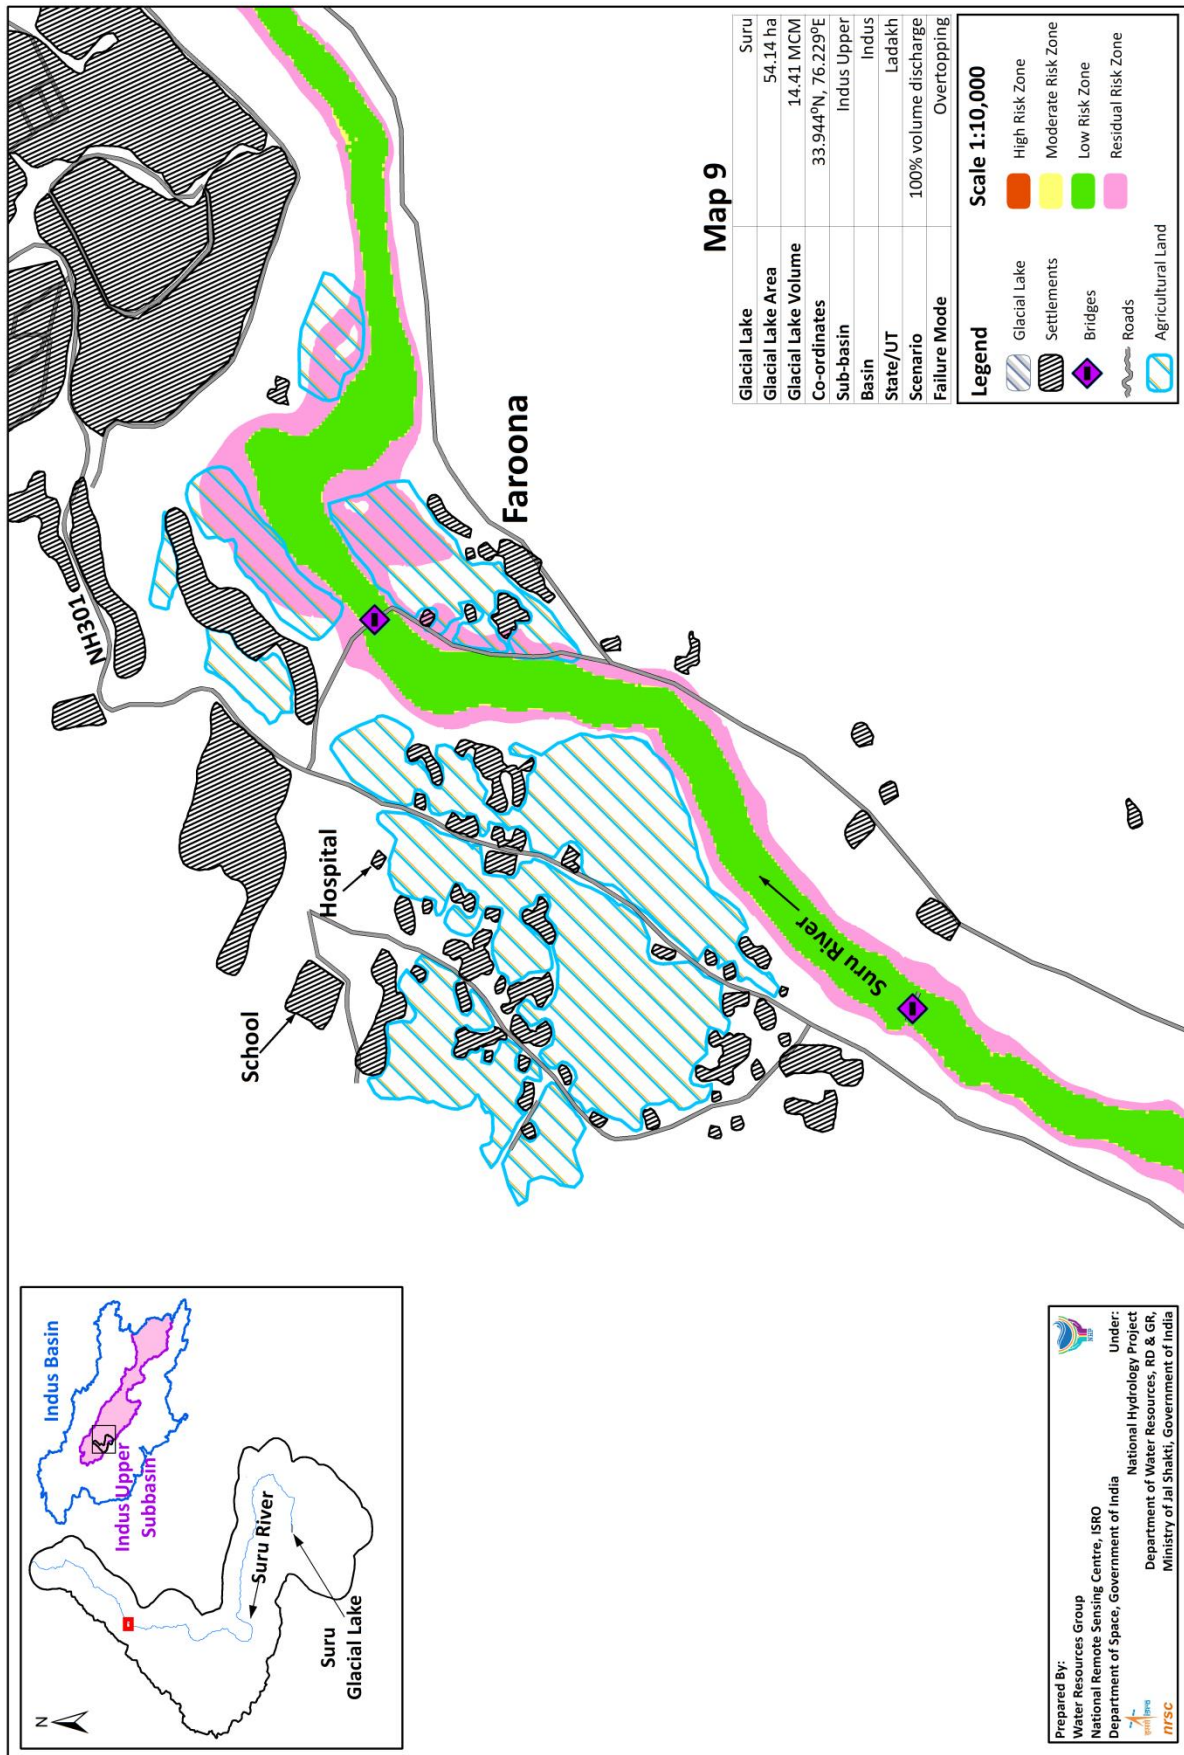 Map 9
Glacial Lake Suru
Glacial Lake Area 54.14 ha
Glacial Lake Volume 14.41 MCM
Co-ordinates 33.944⁰N, 76.229⁰E
Sub-basin Indus Upper
Basin Indus
State/UT Ladakh
Scenario 100% volume discharge
Failure Mode Overtopping
Legend
Scale 1:10,000
Glacial Lake
Settlements
Bridges
Roads
Agricultural Land
High Risk Zone
Moderate Risk Zone
Low Risk Zone
Residual Risk Zone
NH301
Faroona
Hospital
School
Suru River
N
Indus Basin
Indus Upper
Subbasin
Suru River
Suru
Glacial Lake
Prepared By:
Water Resources Group
National Remote Sensing Centre, ISRO
Department of Space, Government of India
Under:
National Hydrology Project
Department of Water Resources, RD & GR,
Ministry of Jal Shakti, Government of India
इसरो isro
nrsc